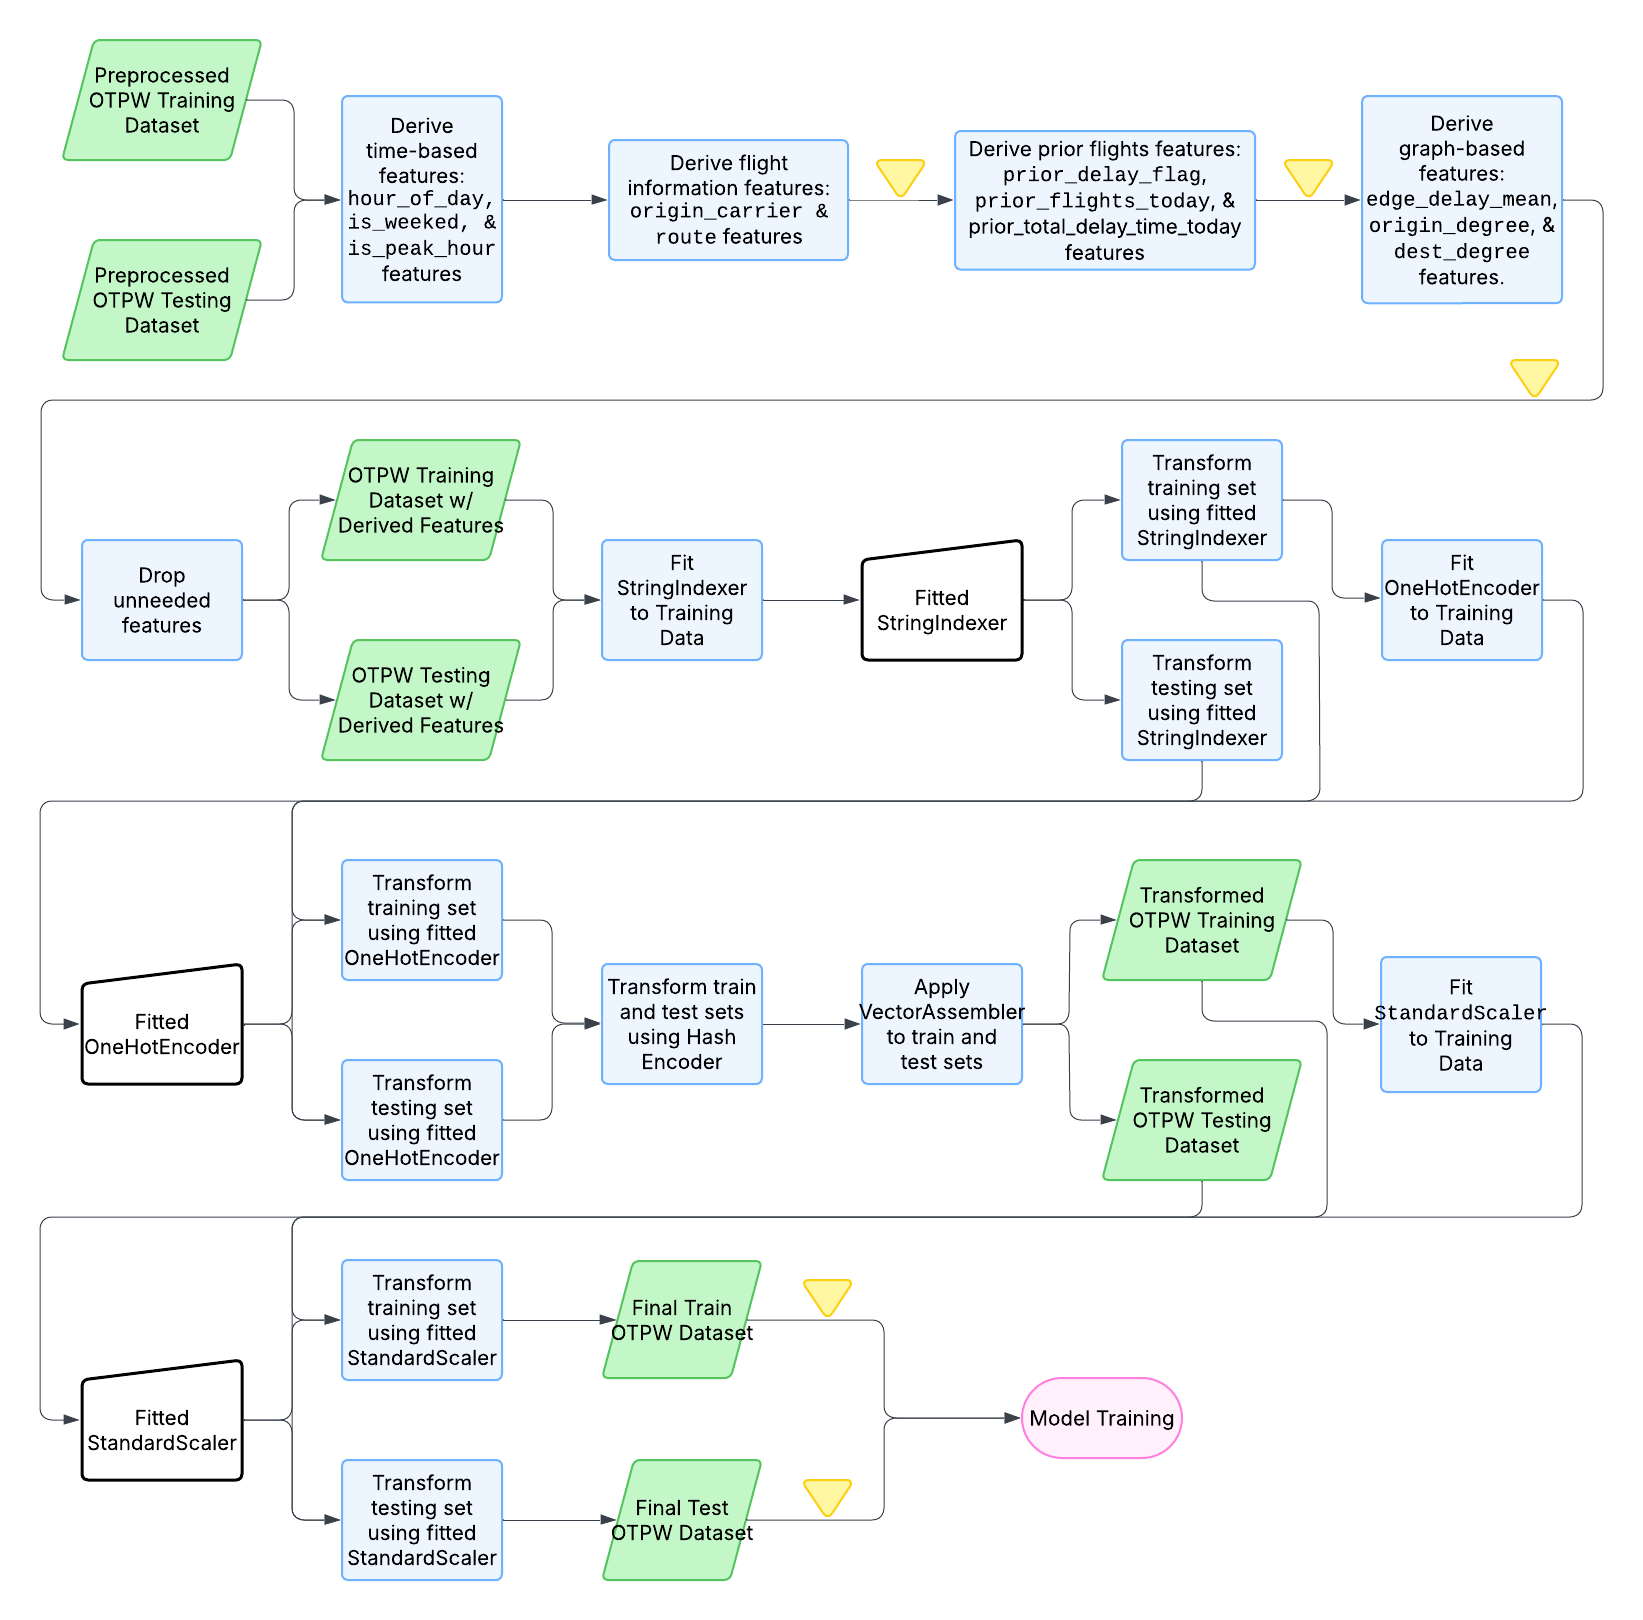 Preprocessed
OTPW Training
Dataset
Preprocessed
OTPW Testing
Dataset
Derive
time-based
features:
hour_of_day,
is_weeked, &
is_peak_hour
features
Derive flight
information features:
origin_carrier &
route features
Derive prior flights features:
prior_delay_flag,
prior_flights_today, &
prior_total_delay_time_today
features
Derive
graph-based
features:
edge_delay_mean,
origin_degree, &
dest_degree
features.
Drop
unneeded
features
OTPW Training
Dataset w/
Derived Features
OTPW Testing
Dataset w/
Derived Features
Fit
StringIndexer
to Training
Data
Fitted
StringIndexer
Transform
training set
using fitted
StringIndexer
Transform
testing set
using fitted
StringIndexer
Fit
OneHotEncoder
to Training
Data
Fitted
OneHotEncoder
Transform
training set
using fitted
OneHotEncoder
Transform
testing set
using fitted
OneHotEncoder
Transform train
and test sets
using Hash
Encoder
Apply
VectorAssembler
to train and
test sets
Transformed
OTPW Training
Dataset
Transformed
OTPW Testing
Dataset
Fit
StandardScaler
to Training
Data
Fitted
StandardScaler
Transform
training set
using fitted
StandardScaler
Transform
testing set
using fitted
StandardScaler
Final Train
OTPW Dataset
Final Test
OTPW Dataset
Model Training